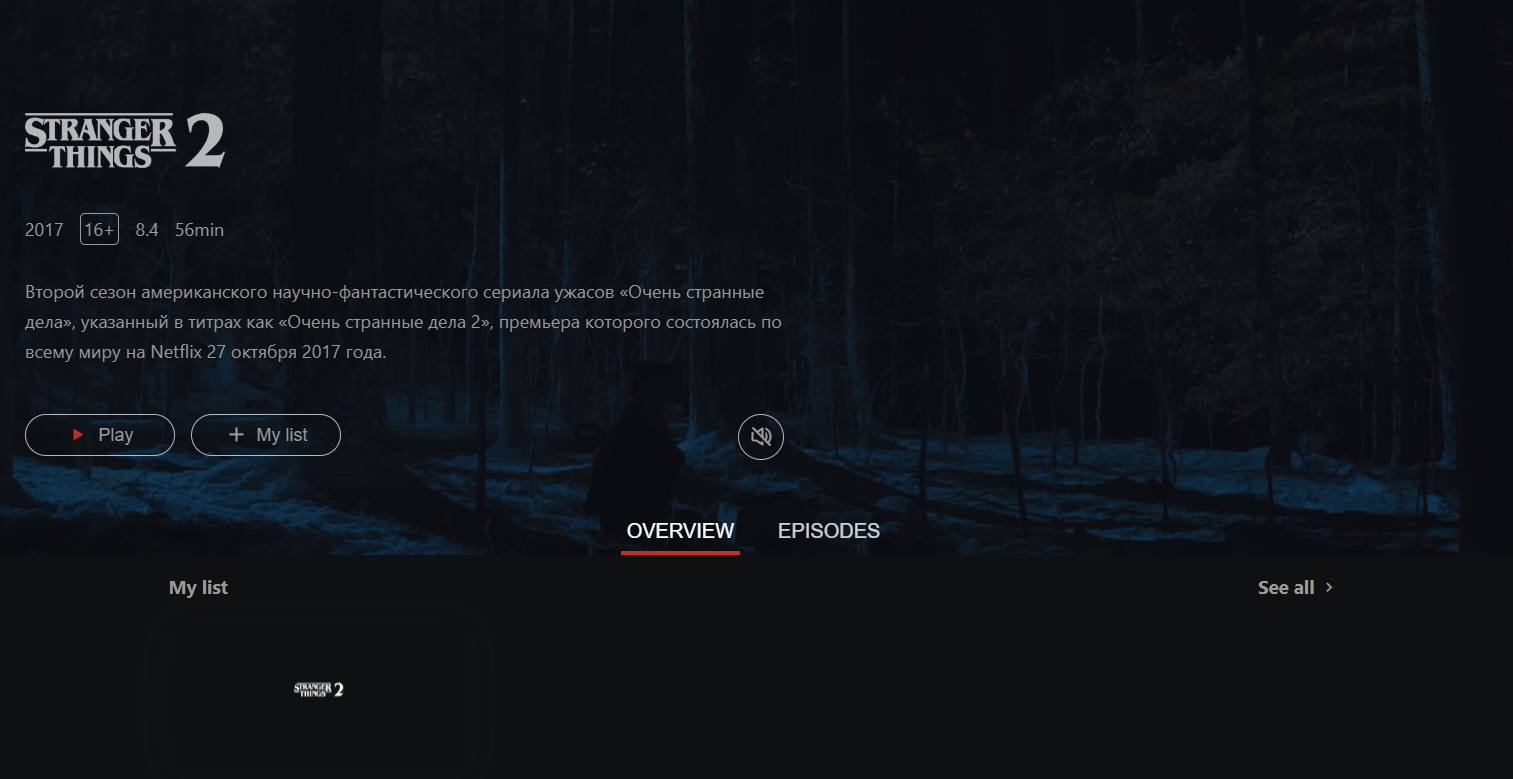 STRANGER THINGS 2
2017 16+ 8.4 56min
Второй сезон американского научно-фантастического сериала ужасов «Очень странные
дела», указанный в титрах как «Очень странные дела 2», премьера которого состоялась по
всему миру на Netflix 27 октября 2017 года.
Play My list
OVERVIEW EPISODES
My list See all
STRANGER THINGS 2